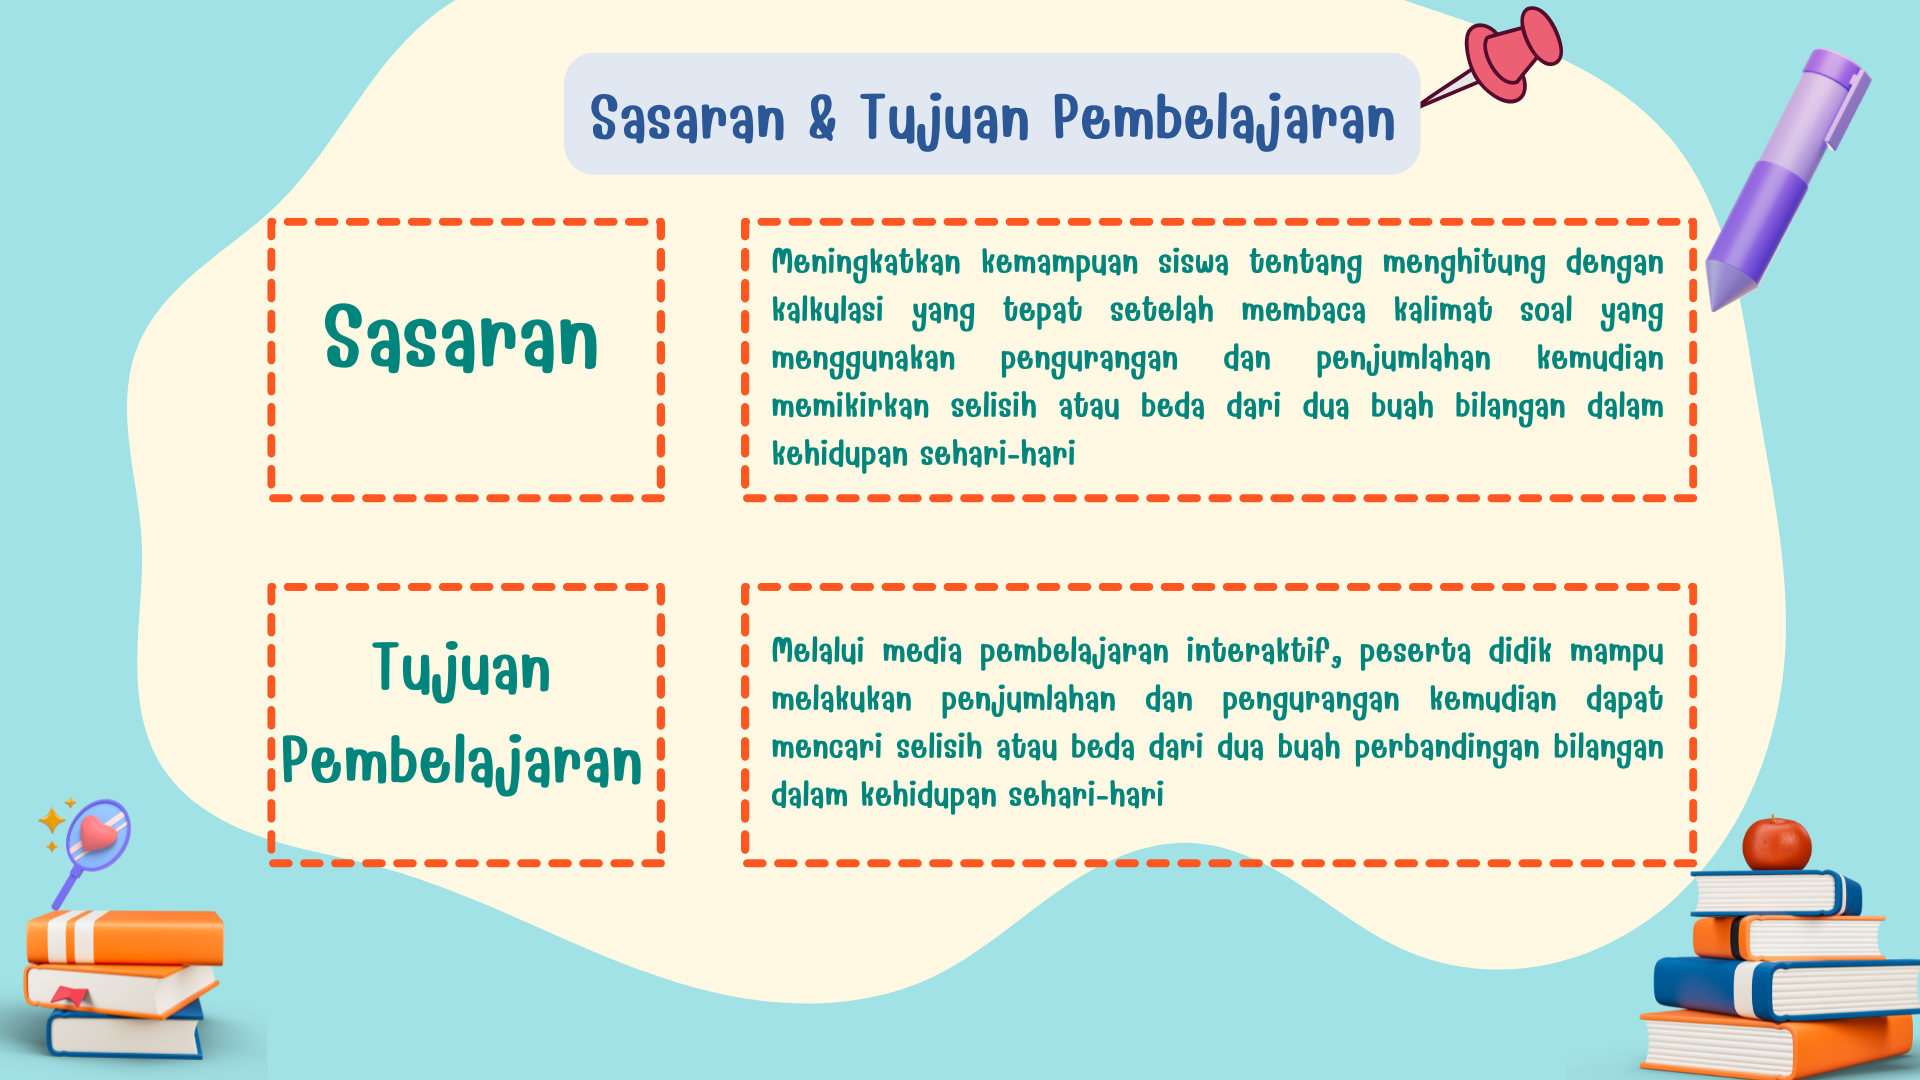 Sasaran & Tujuan Pembelajaran
Sasaran
Meningkatkan kemampuan siswa tentang menghitung dengan
kalkulasi yang tepat setelah membaca kalimat soal yang
menggunakan pengurangan dan penjumlahan kemudian
memikirkan selisih atau beda dari dua buah bilangan dalam
kehidupan sehari-hari
Tujuan
Pembelajaran
Melalui media pembelajaran interaktif, peserta didik mampu
melakukan penjumlahan dan pengurangan kemudian dapat
mencari selisih atau beda dari dua buah perbandingan bilangan
dalam kehidupan sehari-hari